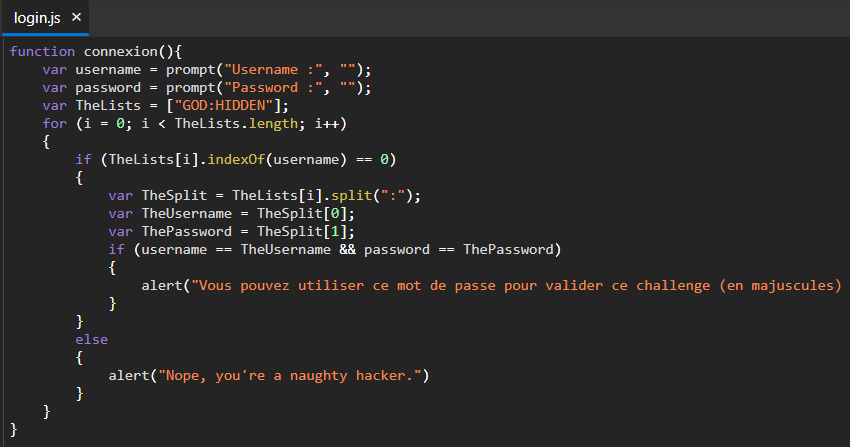 login.js ×
function connexion(){
    var username = prompt("Username :", "");
    var password = prompt("Password :", "");
    var TheLists = ["GOD:HIDDEN"];
    for (i = 0; i < TheLists.length; i++)
    {
        if (TheLists[i].indexOf(username) == 0)
        {
            var TheSplit = TheLists[i].split(":");
            var TheUsername = TheSplit[0];
            var ThePassword = TheSplit[1];
            if (username == TheUsername && password == ThePassword)
            {
                alert("Vous pouvez utiliser ce mot de passe pour valider ce challenge (en majuscules)
            }
        }
        else
        {
            alert("Nope, you're a naughty hacker.")
        }
    }
}